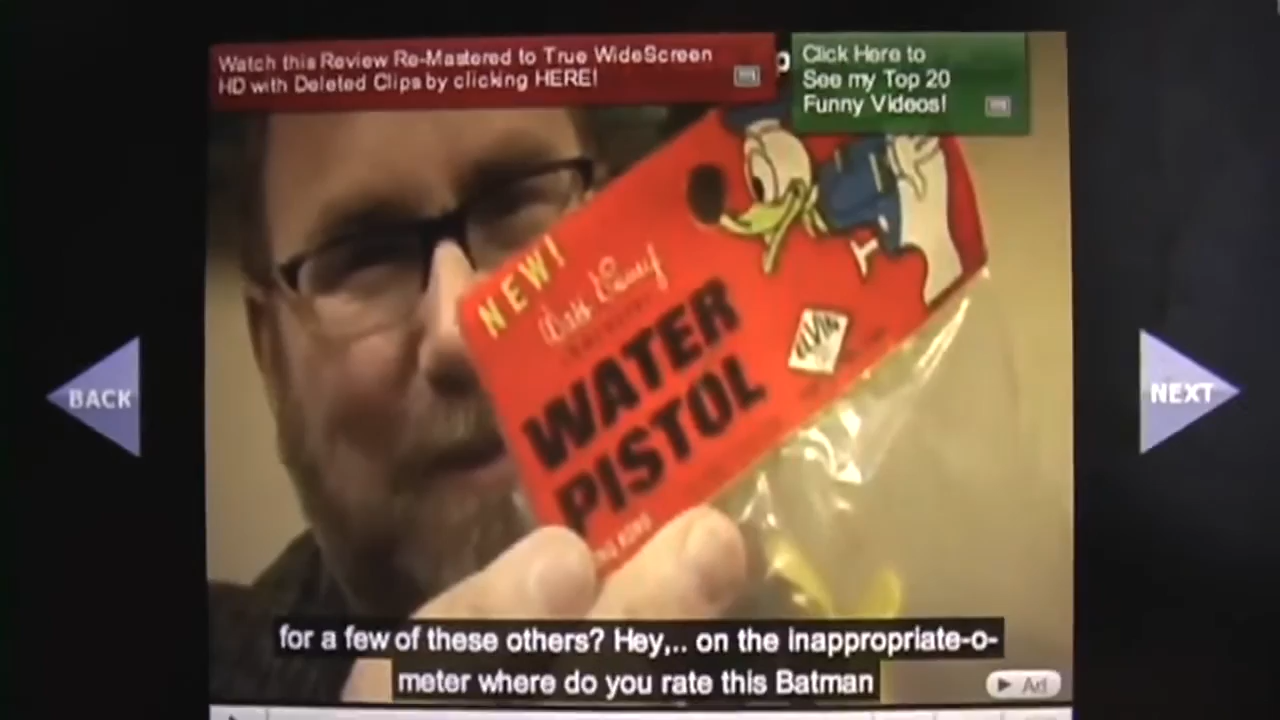 Watch this Review Re-Mastered to True WideScreen
HD with Deleted Clips by clicking HERE!
Click Here to
See my Top 20
Funny Videos!
NEW!
Walt Disney
WATER
PISTOL
ELVIN
BACK
NEXT
for a few of these others? Hey,.. on the inappropriate-o-
meter where do you rate this Batman